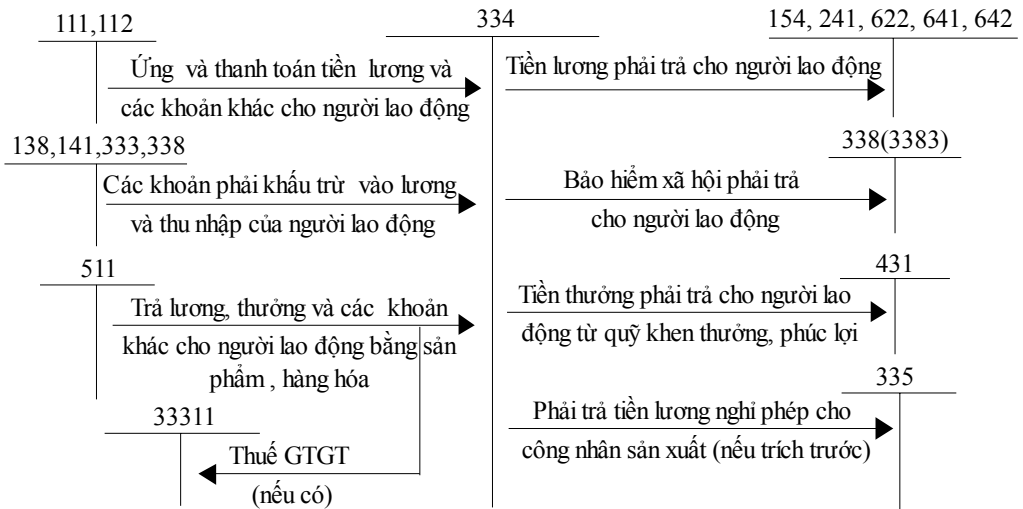 111,112
334
154, 241, 622, 641, 642
Ứng và thanh toán tiền lương và
các khoản khác cho người lao động
Tiền lương phải trả cho người lao động
138,141,333,338
338(3383)
Các khoản phải khấu trừ vào lương
và thu nhập của người lao động
Bảo hiểm xã hội phải trả
cho người lao động
511
431
Trả lương, thưởng và các khoản
khác cho người lao động bằng sản
phẩm , hàng hóa
Tiền thưởng phải trả cho người lao
động từ quỹ khen thưởng, phúc lợi
335
33311
Phải trả tiền lương nghỉ phép cho
công nhân sản xuất (nếu trích trước)
Thuế GTGT
(nếu có)